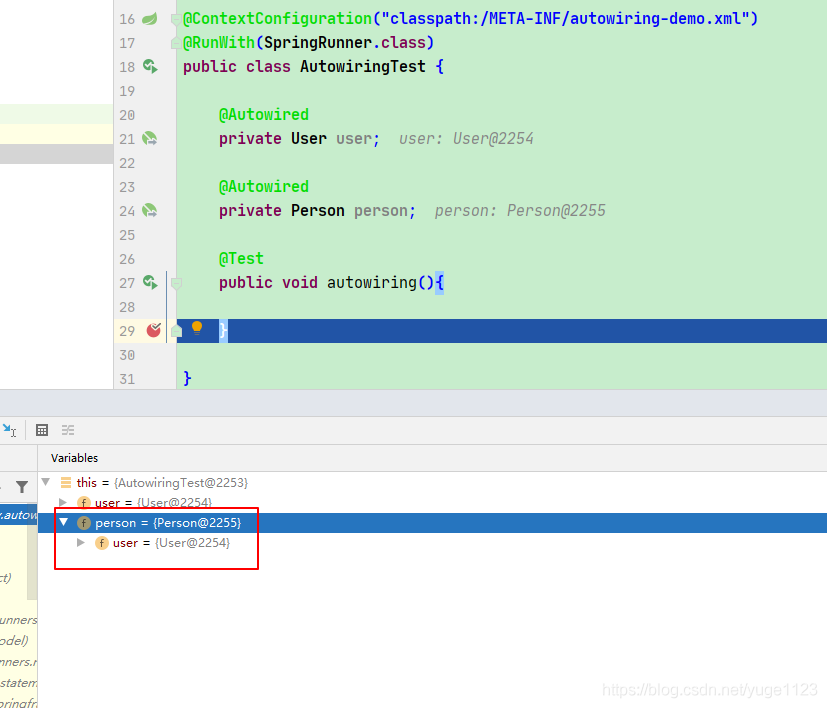 16 @ContextConfiguration("classpath:/META-INF/autowiring-demo.xml")
17 @RunWith(SpringRunner.class)
18 public class AutowiringTest {
19
20 @Autowired
21 private User user; user: User@2254
22
23 @Autowired
24 private Person person; person: Person@2255
25
26 @Test
27 public void autowiring(){
28
29 }
30
31 }
Variables
this = {AutowiringTest@2253}
user = {User@2254}
.autow
person = {Person@2255}
user = {User@2254}
ct)
unners
odel)
nners.r
statem
pringfr
https://blog.csdn.net/yuge1123